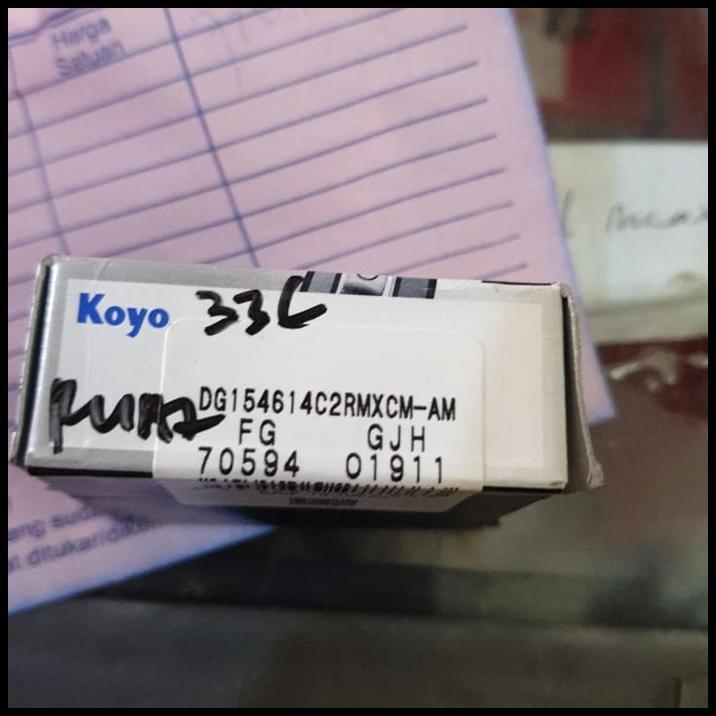 Harga
Satuan
Koyo 33C
DG154614C2RMXCM-AM
FG GJH
70594 01911